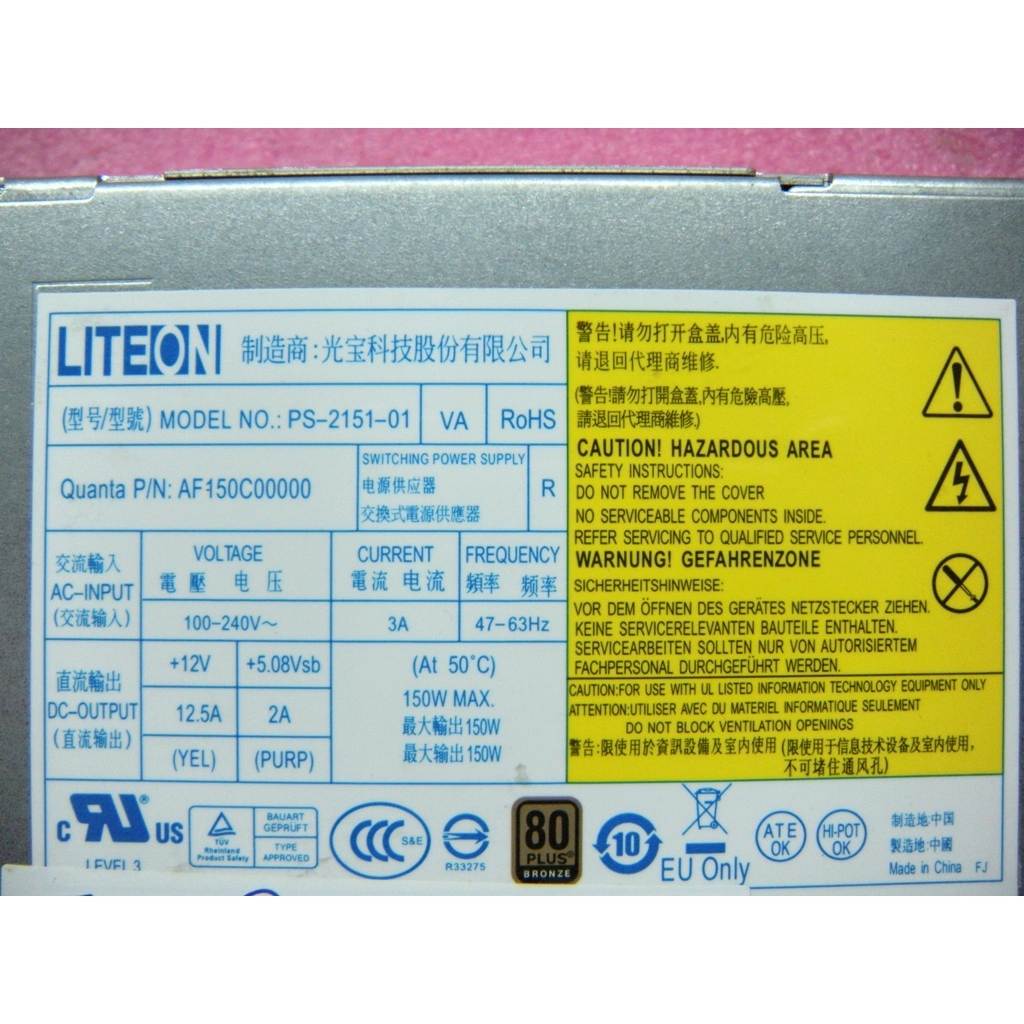 LITEON 制造商:光宝科技股份有限公司
(型号/型號) MODEL NO.: PS-2151-01 VA RoHS
Quanta P/N: AF150C00000
SWITCHING POWER SUPPLY
电源供应器
交換式電源供應器
R
交流輸入
AC-INPUT
(交流输入)
VOLTAGE
電壓 电压
CURRENT
電流 电流
FREQUENCY
頻率 频率
100-240V~ 3A 47-63Hz
直流輸出
DC-OUTPUT
(直流输出)
+12V +5.08Vsb
12.5A 2A
(YEL) (PURP)
(At 50°C)
150W MAX.
最大輸出150W
最大输出150W
警告!请勿打开盒盖,内有危险高压,
请退回代理商维修.
(警告!請勿打開盒蓋,內有危險高壓,
請退回代理商維修.)
CAUTION! HAZARDOUS AREA
SAFETY INSTRUCTIONS:
DO NOT REMOVE THE COVER
NO SERVICEABLE COMPONENTS INSIDE.
REFER SERVICING TO QUALIFIED SERVICE PERSONNEL.
WARNUNG! GEFAHRENZONE
SICHERHEITSHINWEISE:
VOR DEM ÖFFNEN DES GERÄTES NETZSTECKER ZIEHEN.
KEINE SERVICERELEVANTEN BAUTEILE ENTHALTEN.
SERVICEARBEITEN SOLLTEN NUR VON AUTORISIERTEM
FACHPERSONAL DURCHGEFÜHRT WERDEN.
CAUTION:FOR USE WITH UL LISTED INFORMATION TECHNOLOGY EQUIPMENT ONLY
ATTENTION:UTILISER AVEC DU MATERIEL INFORMATIQUE SEULEMENT
DO NOT BLOCK VENTILATION OPENINGS
警告:限使用於資訊設備及室內使用 (限使用于信息技术设备及室内使用,
不可堵住通风孔)
c RU® US
LEVEL 3
TÜV
Rheinland
Product Safety
BAUART
GEPRÜFT
TYPE
APPROVED
CCC S&E
R33275
80
PLUS®
BRONZE
10
EU Only
ATE
OK
HI-POT
OK
制造地:中国
製造地:中國
Made in China FJ